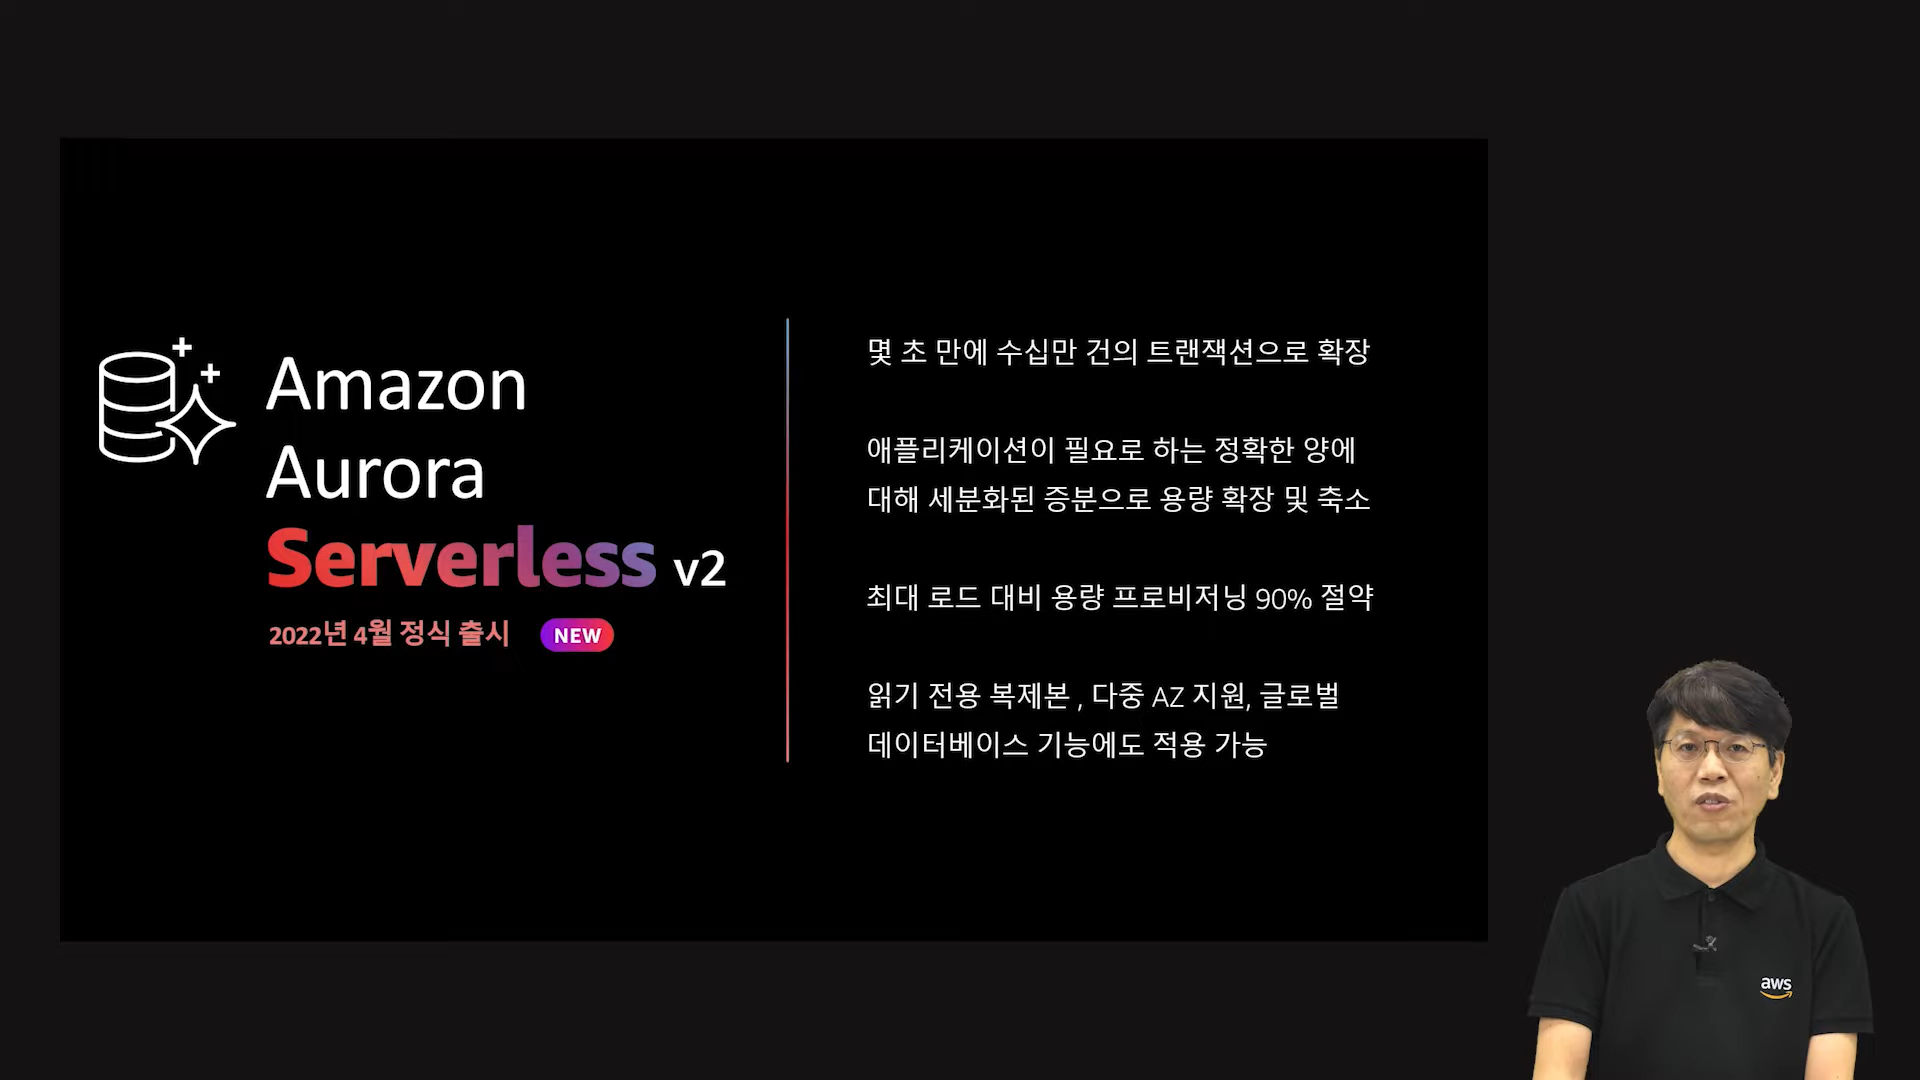 Amazon
Aurora
Serverless v2
2022년 4월 정식 출시 NEW
몇 초 만에 수십만 건의 트랜잭션으로 확장
애플리케이션이 필요로 하는 정확한 양에
대해 세분화된 증분으로 용량 확장 및 축소
최대 로드 대비 용량 프로비저닝 90% 절약
읽기 전용 복제본 , 다중 AZ 지원, 글로벌
데이터베이스 기능에도 적용 가능
aws